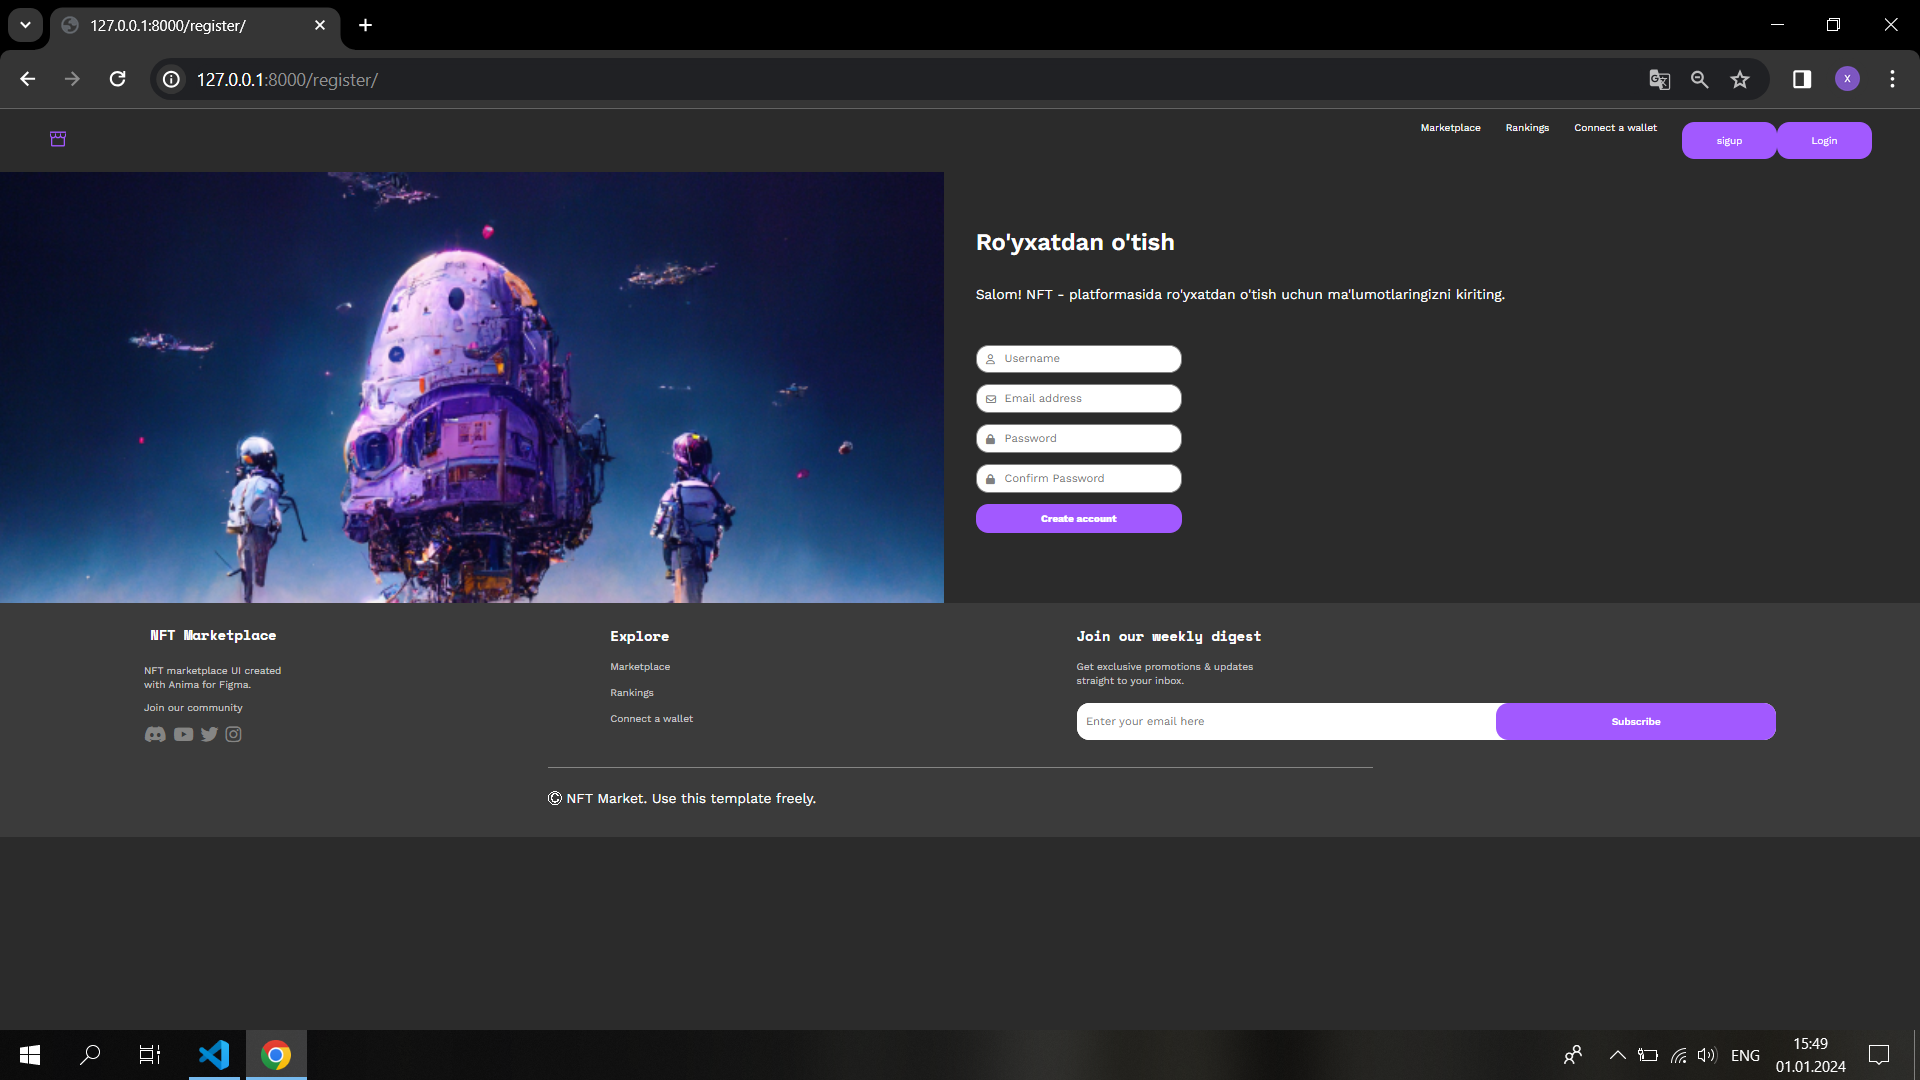 127.0.0.1:8000/register/
127.0.0.1:8000/register/
X
Marketplace Rankings Connect a wallet sigup Login
Ro'yxatdan o'tish
Salom! NFT - platformasida ro'yxatdan o'tish uchun ma'lumotlaringizni kiriting.
Username
Email address
Password
Confirm Password
Create account
NFT Marketplace
NFT marketplace UI created
with Anima for Figma.
Join our community
Explore
Marketplace
Rankings
Connect a wallet
Join our weekly digest
Get exclusive promotions & updates
straight to your inbox.
Enter your email here Subscribe
© NFT Market. Use this template freely.
ENG
15:49
01.01.2024